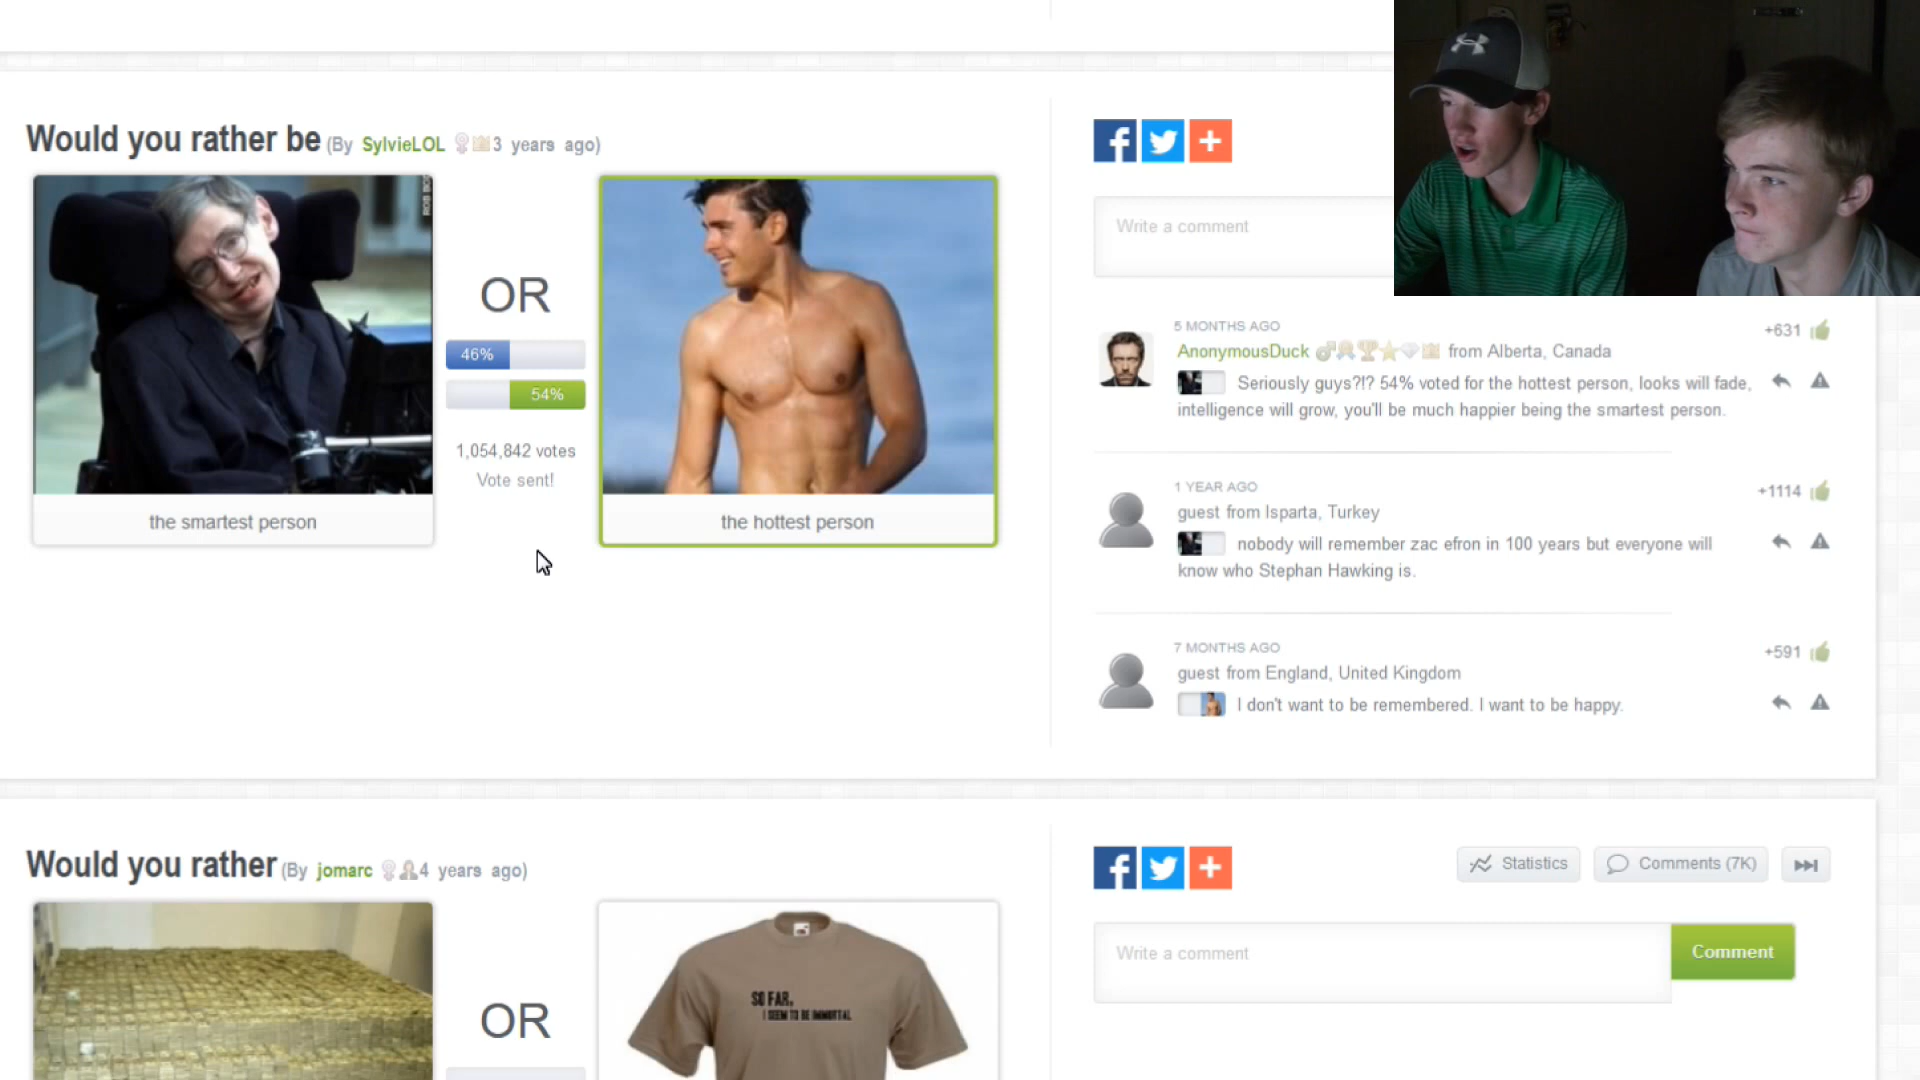 Would you rather be (By SylvieLOL 3 years ago)
ROB BO
OR
46%
54%
1,054,842 votes
Vote sent!
the smartest person
the hottest person
Write a comment
5 MONTHS AGO
+631
AnonymousDuck from Alberta, Canada
Seriously guys?!? 54% voted for the hottest person, looks will fade,
intelligence will grow, you'll be much happier being the smartest person.
1 YEAR AGO
+1114
guest from Isparta, Turkey
nobody will remember zac efron in 100 years but everyone will
know who Stephan Hawking is.
7 MONTHS AGO
+591
guest from England, United Kingdom
I don't want to be remembered. I want to be happy.
Would you rather (By jomarc 4 years ago)
OR
SO FAR,
I SEEM TO BE IMMORTAL
Statistics
Comments (7K)
Write a comment
Comment